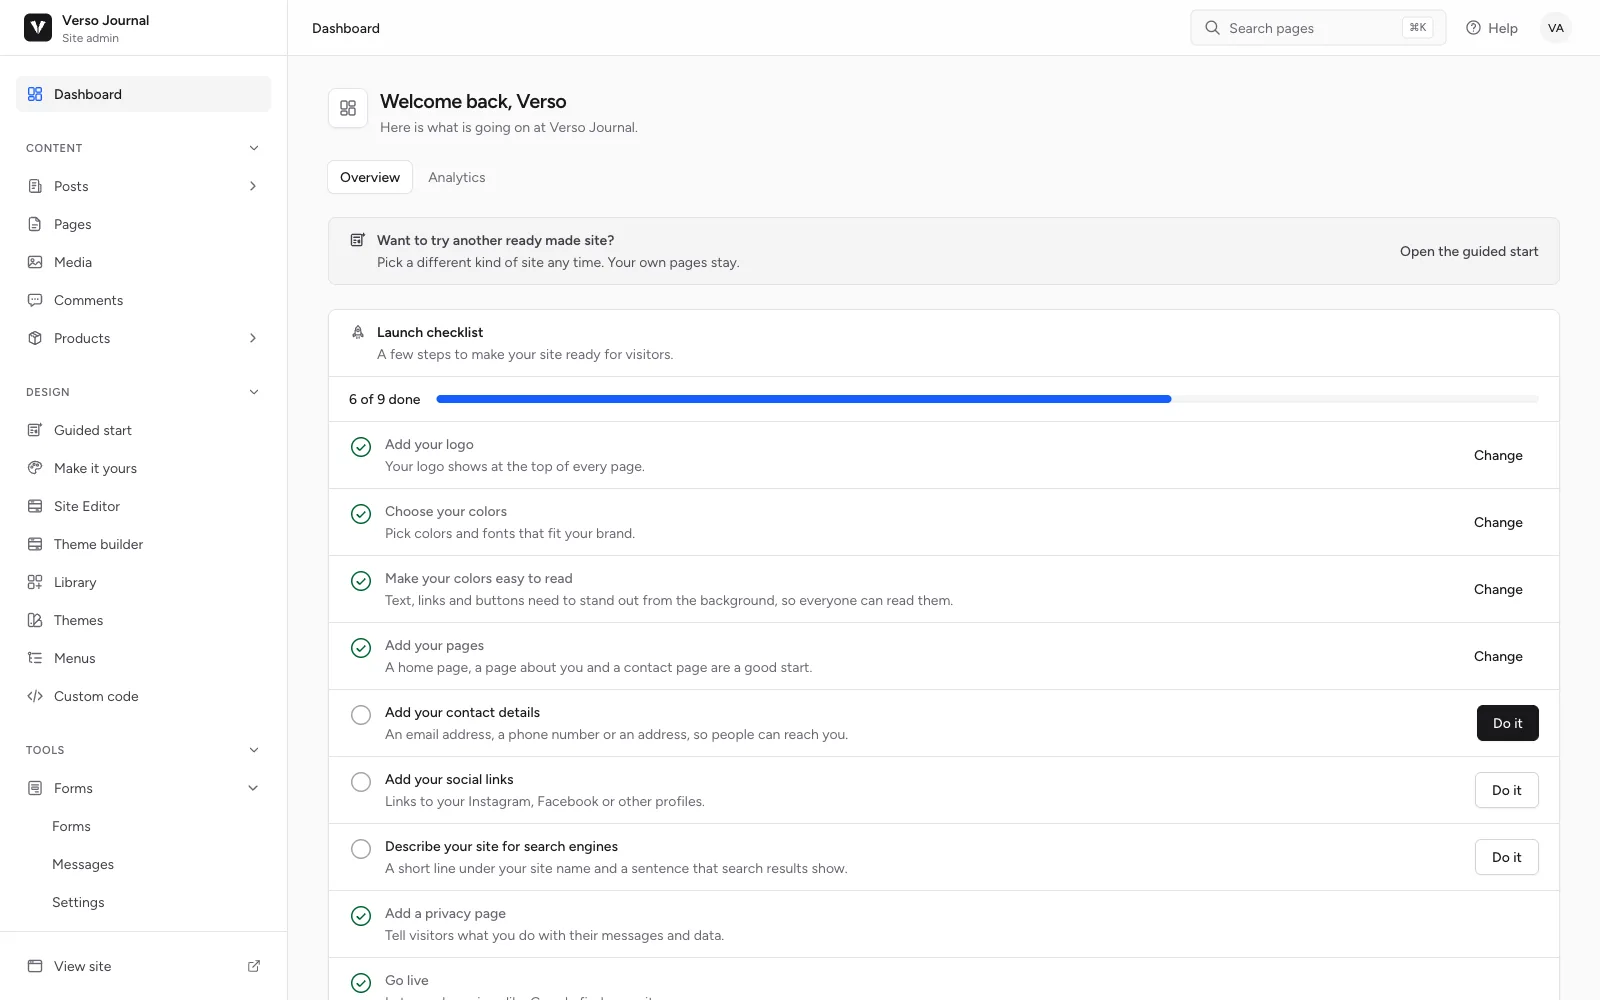 Verso Journal
Site admin
Dashboard
Search pages
⌘K
Help
VA
Dashboard
CONTENT
Posts
Pages
Media
Comments
Products
DESIGN
Guided start
Make it yours
Site Editor
Theme builder
Library
Themes
Menus
Custom code
TOOLS
Forms
Forms
Messages
Settings
View site
Welcome back, Verso
Here is what is going on at Verso Journal.
Overview
Analytics
Want to try another ready made site?
Pick a different kind of site any time. Your own pages stay.
Open the guided start
Launch checklist
A few steps to make your site ready for visitors.
6 of 9 done
Add your logo
Your logo shows at the top of every page.
Change
Choose your colors
Pick colors and fonts that fit your brand.
Change
Make your colors easy to read
Text, links and buttons need to stand out from the background, so everyone can read them.
Change
Add your pages
A home page, a page about you and a contact page are a good start.
Change
Add your contact details
An email address, a phone number or an address, so people can reach you.
Do it
Add your social links
Links to your Instagram, Facebook or other profiles.
Do it
Describe your site for search engines
A short line under your site name and a sentence that search results show.
Do it
Add a privacy page
Tell visitors what you do with their messages and data.
Go live